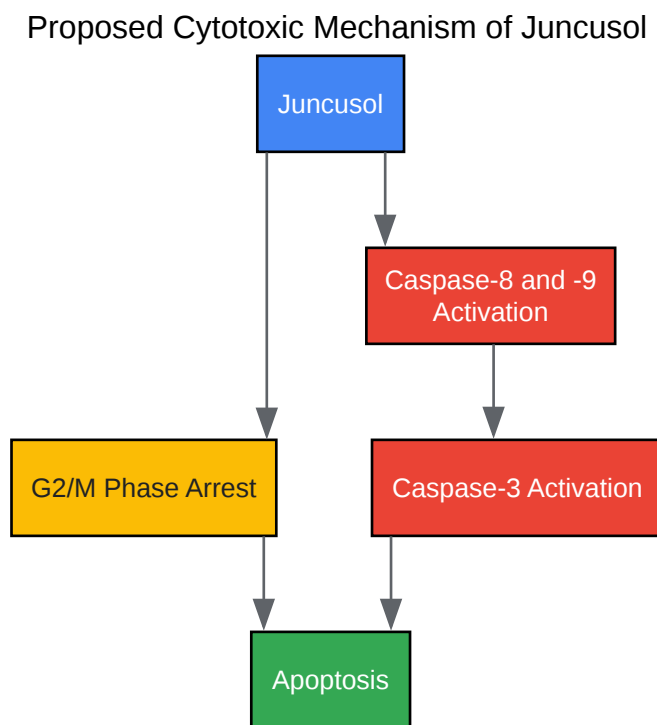 Proposed Cytotoxic Mechanism of Juncusol
Juncusol
Caspase-8 and -9
Activation
G2/M Phase Arrest
Caspase-3 Activation
Apoptosis